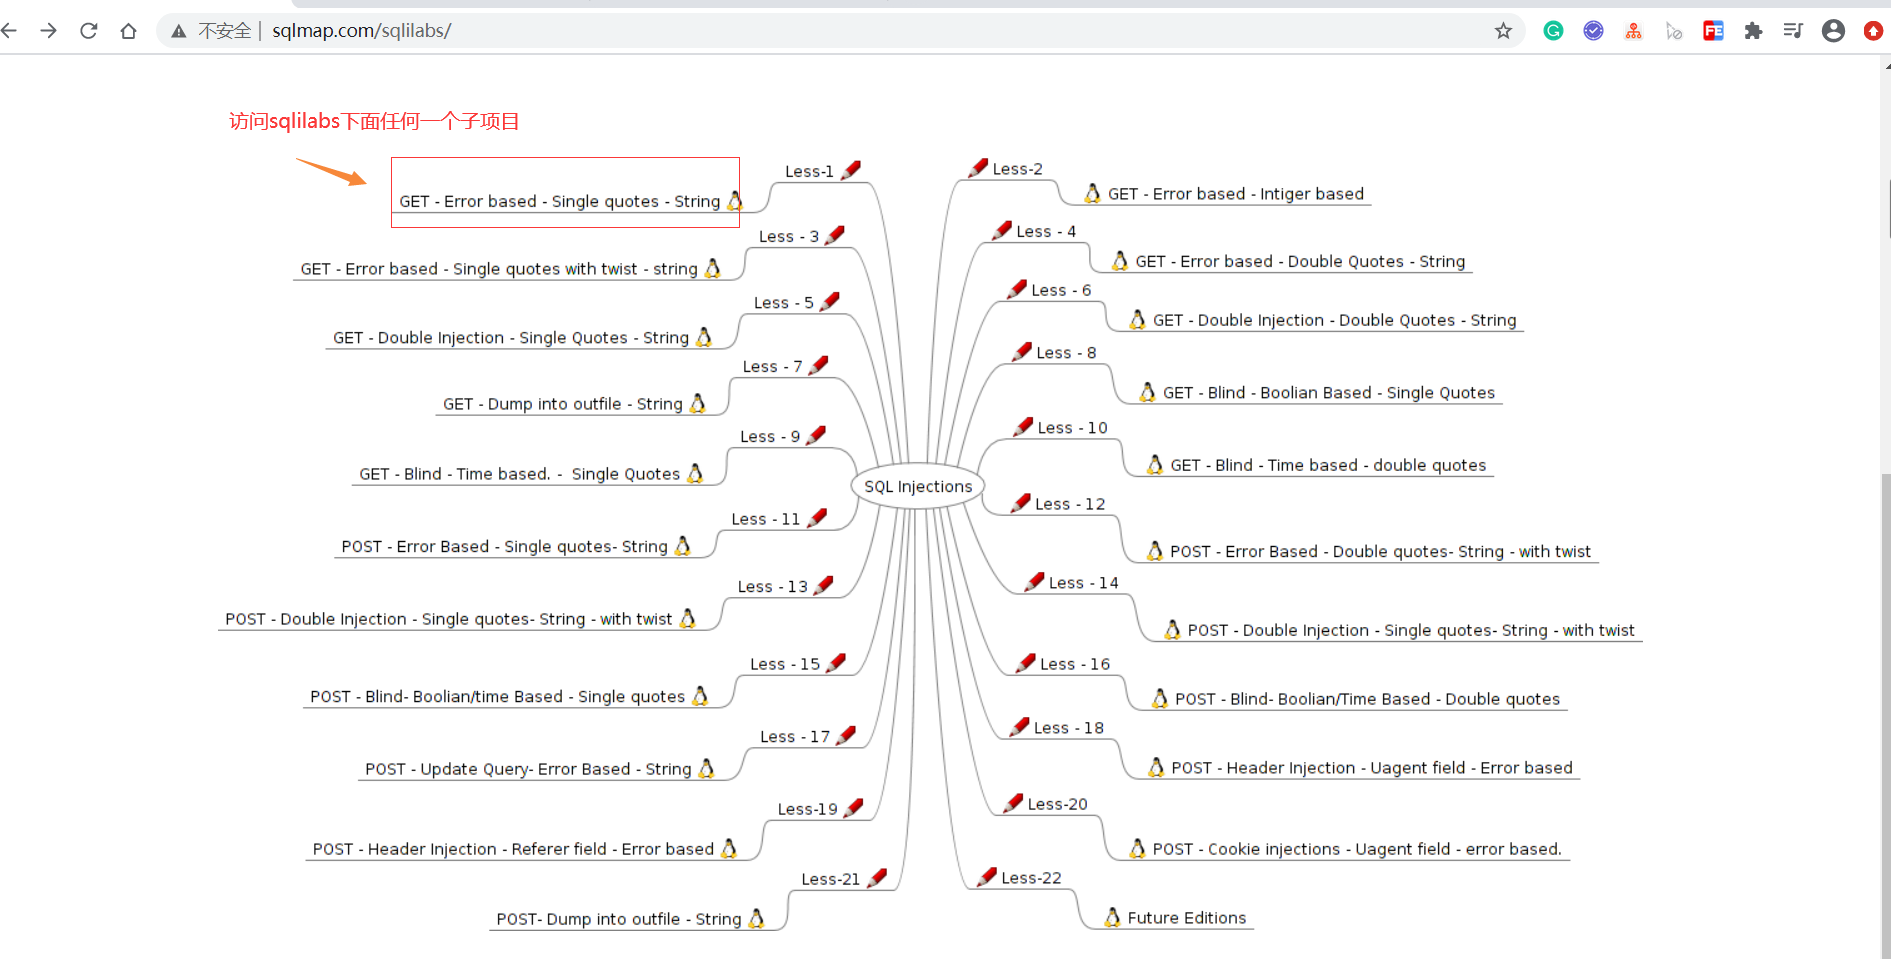 不安全 | sqlmap.com/sqlilabs/
访问sqlilabs下面任何一个子项目
Less-1
GET - Error based - Single quotes - String
Less - 3
GET - Error based - Single quotes with twist - string
Less - 5
GET - Double Injection - Single Quotes - String
Less - 7
GET - Dump into outfile - String
Less - 9
GET - Blind - Time based. - Single Quotes
Less - 11
POST - Error Based - Single quotes- String
Less - 13
POST - Double Injection - Single quotes- String - with twist
Less - 15
POST - Blind- Boolian/time Based - Single quotes
Less - 17
POST - Update Query- Error Based - String
Less-19
POST - Header Injection - Referer field - Error based
Less-21
POST- Dump into outfile - String
SQL Injections
Less-2
GET - Error based - Intiger based
Less - 4
GET - Error based - Double Quotes - String
Less - 6
GET - Double Injection - Double Quotes - String
Less - 8
GET - Blind - Boolian Based - Single Quotes
Less - 10
GET - Blind - Time based - double quotes
Less - 12
POST - Error Based - Double quotes- String - with twist
Less - 14
POST - Double Injection - Single quotes- String - with twist
Less - 16
POST - Blind- Boolian/Time Based - Double quotes
Less - 18
POST - Header Injection - Uagent field - Error based
Less-20
POST - Cookie injections - Uagent field - error based.
Less-22
Future Editions